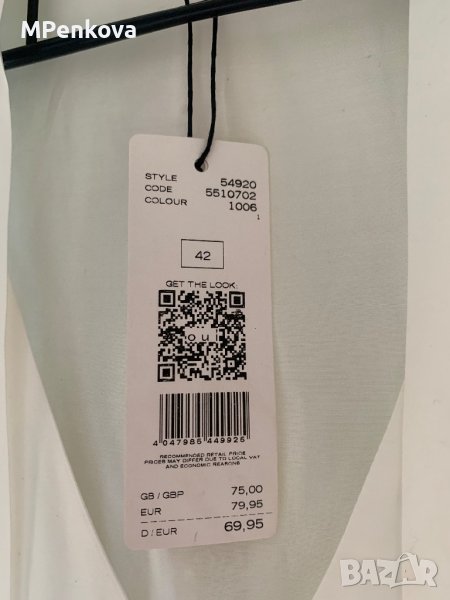 MPenkova
STYLE 54920
CODE 5510702
COLOUR 1006
1
42
GET THE LOOK:
oui
4 047985 449925
RECOMMENDED RETAIL PRICE
PRICES MAY DIFFER DUE TO LOCAL VAT
AND ECONOMIC REASONS
GB / GBP 75,00
EUR 79,95
D / EUR 69,95
BAZAR